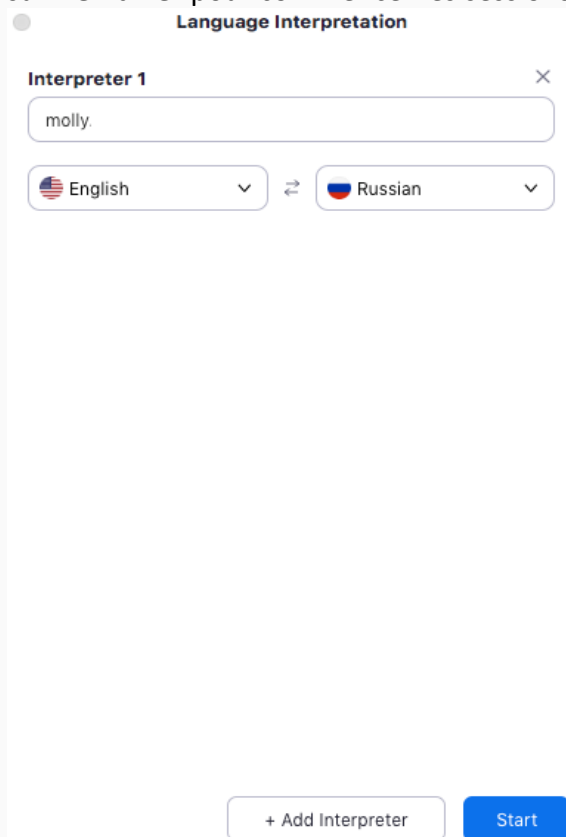 Language Interpretation
Interpreter 1
molly.
English
Russian
+ Add Interpreter
Start